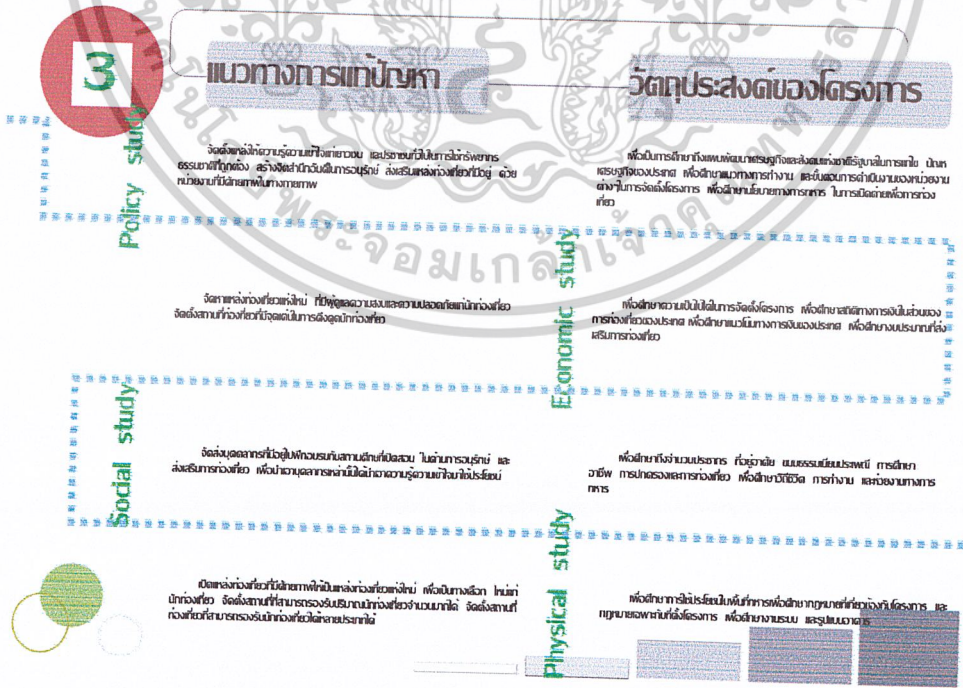 3
แนวทางการแก้ปัญหา
วัตถุประสงค์ของโครงการ
Policy study
จัดตั้งแหล่งให้ความรู้ความเข้าใจแก่เยาวชน และประชาชนทั่วไปในการใช้ทรัพยากร
ธรรมชาติที่ถูกต้อง สร้างจิตสำนึกอันดีในการอนุรักษ์ ส่งเสริมแหล่งท่องเที่ยวที่มีอยู่ ด้วย
หน่วยงานที่มีศักยภาพในทางกายภาพ
เพื่อเป็นการศึกษาถึงแผนพัฒนาเศรษฐกิจและสังคมแห่งชาติรัฐบาลในการแก้ไข ปัญห
เศรษฐกิจของประเทศ เพื่อศึกษาแนวทางการทำงาน และขั้นตอนการดำเนินงานของหน่วยงาน
ต่างๆในการจัดตั้งโครงการ เพื่อศึกษานโยบายทางการทหาร ในการเปิดค่ายเพื่อการท่อง
เที่ยว
Economic study
จัดหาแหล่งท่องเที่ยวแห่งใหม่ ที่มีผู้ดูแลความสงบและความปลอดภัยแก่นักท่องเที่ยว
จัดตั้งสถานที่ท่องเที่ยวที่มีจุดเด่นในการดึงดูดนักท่องเที่ยว
เพื่อศึกษาความเป็นไปได้ในการจัดตั้งโครงการ เพื่อศึกษาสถิติทางการเงินในส่วนของ
การท่องเที่ยวของประเทศ เพื่อศึกษาแนวโน้มทางการเงินของประเทศ เพื่อศึกษางบประมาณที่ส่ง
เสริมการท่องเที่ยว
Social study
จัดส่งบุคคลากรที่มีอยู่ไปฝึกอบรมกับสถานศึกษที่เปิดสอน ในด้านการอนุรักษ์ และ
ส่งเสริมการท่องเที่ยว เพื่อนำเอาบุคลากรเหล่านั้นได้นำเอาความรู้ความเข้าใจมาใช้ประโยชน์
เพื่อศึกษาถึงจำนวนประชากร ที่อยู่อาศัย ขนบธรรมเนียมประเพณี การศึกษา
อาชีพ การปกครองและการท่องเที่ยว เพื่อศึกษาวิถีชีวิต การทำงาน และหน่วยงานทางการ
ทหาร
Physical study
เปิดแหล่งท่องเที่ยวที่มีศักยภาพให้เป็นแหล่งท่องเที่ยวแห่งใหม่ เพื่อเป็นทางเลือก ใหม่แก่
นักท่องเที่ยว จัดตั้งสถานที่ที่สามารถรองรับปริมาณนักท่องเที่ยวจำนวนมากได้ จัดตั้งสถานที่
ท่องเที่ยวที่สามารถรองรับนักท่องเที่ยวได้หลายประเภทได้
เพื่อศึกษาการใช้ประโยชน์ในพื้นที่ทหารเพื่อศึกษากฎหมายที่เกี่ยวข้องกับโครงการ และ
กฎหมายเฉพาะกับที่ตั้งโครงการ เพื่อศึกษางานระบบ และรูปแบบอาคาร